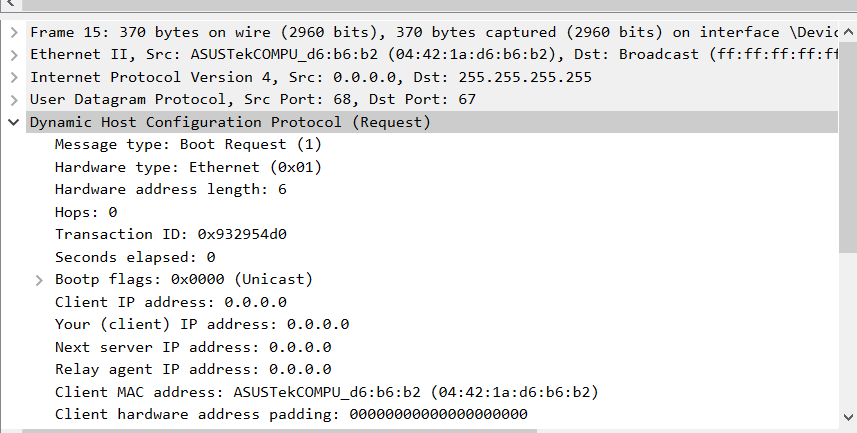 Frame 15: 370 bytes on wire (2960 bits), 370 bytes captured (2960 bits) on interface \Devic
Ethernet II, Src: ASUSTekCOMPU_d6:b6:b2 (04:42:1a:d6:b6:b2), Dst: Broadcast (ff:ff:ff:ff:ff
Internet Protocol Version 4, Src: 0.0.0.0, Dst: 255.255.255.255
User Datagram Protocol, Src Port: 68, Dst Port: 67
Dynamic Host Configuration Protocol (Request)
Message type: Boot Request (1)
Hardware type: Ethernet (0x01)
Hardware address length: 6
Hops: 0
Transaction ID: 0x932954d0
Seconds elapsed: 0
Bootp flags: 0x0000 (Unicast)
Client IP address: 0.0.0.0
Your (client) IP address: 0.0.0.0
Next server IP address: 0.0.0.0
Relay agent IP address: 0.0.0.0
Client MAC address: ASUSTekCOMPU_d6:b6:b2 (04:42:1a:d6:b6:b2)
Client hardware address padding: 00000000000000000000